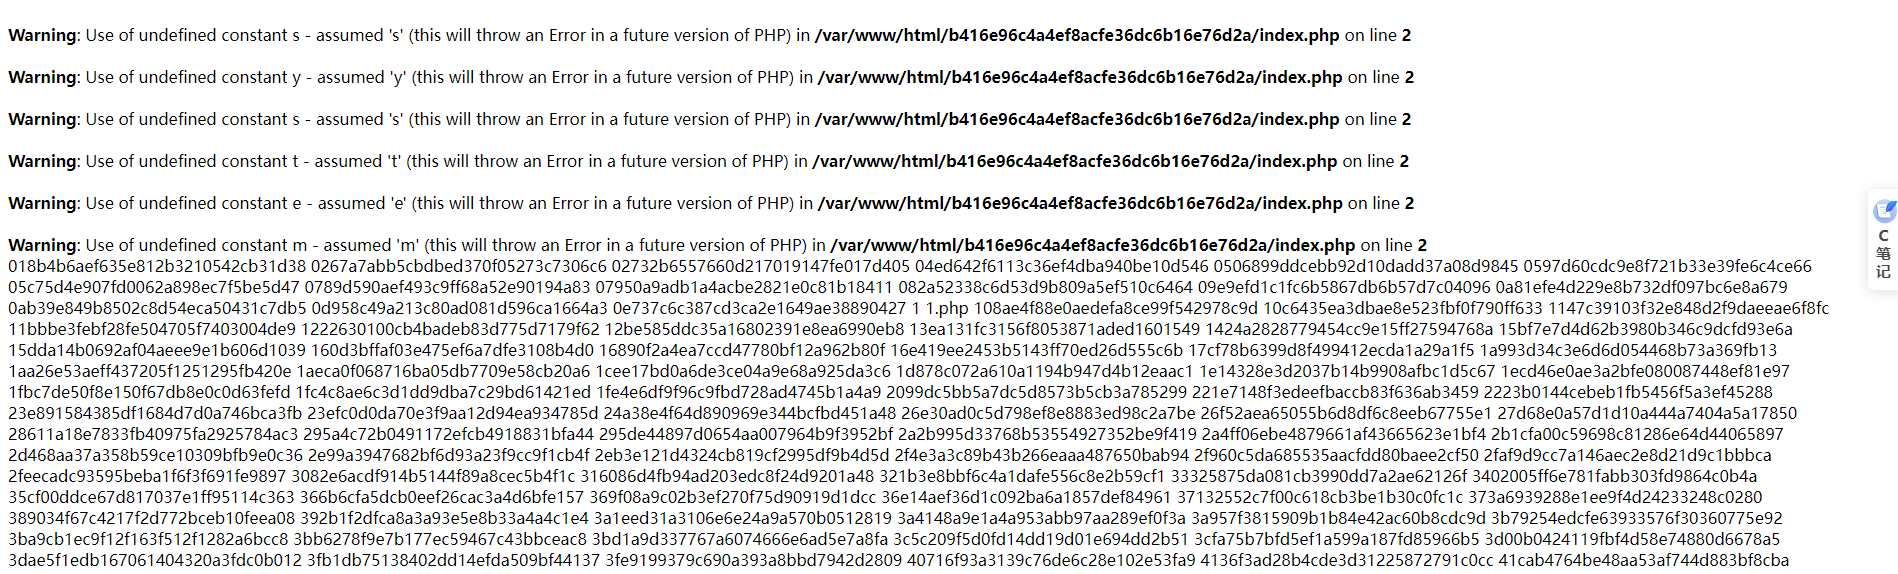 Warning: Use of undefined constant s - assumed 's' (this will throw an Error in a future version of PHP) in /var/www/html/b416e96c4a4ef8acfe36dc6b16e76d2a/index.php on line 2
Warning: Use of undefined constant y - assumed 'y' (this will throw an Error in a future version of PHP) in /var/www/html/b416e96c4a4ef8acfe36dc6b16e76d2a/index.php on line 2
Warning: Use of undefined constant s - assumed 's' (this will throw an Error in a future version of PHP) in /var/www/html/b416e96c4a4ef8acfe36dc6b16e76d2a/index.php on line 2
Warning: Use of undefined constant t - assumed 't' (this will throw an Error in a future version of PHP) in /var/www/html/b416e96c4a4ef8acfe36dc6b16e76d2a/index.php on line 2
Warning: Use of undefined constant e - assumed 'e' (this will throw an Error in a future version of PHP) in /var/www/html/b416e96c4a4ef8acfe36dc6b16e76d2a/index.php on line 2
Warning: Use of undefined constant m - assumed 'm' (this will throw an Error in a future version of PHP) in /var/www/html/b416e96c4a4ef8acfe36dc6b16e76d2a/index.php on line 2
018b4b6aef635e812b3210542cb31d38 0267a7abb5cbdbed370f05273c7306c6 02732b6557660d217019147fe017d405 04ed642f6113c36ef4dba940be10d546 0506899ddcebb92d10dadd37a08d9845 0597d60cdc9e8f721b33e39fe6c4ce66
05c75d4e907fd0062a898ec7f5be5d47 0789d590aef493c9ff68a52e90194a83 07950a9adb1a4acbe2821e0c81b18411 082a52338c6d53d9b809a5ef510c6464 09e9efd1c1fc6b5867db6b57d7c04096 0a81efe4d229e8b732df097bc6e8a679
0ab39e849b8502c8d54eca50431c7db5 0d958c49a213c80ad081d596ca1664a3 0e737c6c387cd3ca2e1649ae38890427 1 1.php 108ae4f88e0aedefa8ce99f542978c9d 10c6435ea3dbae8e523fbf0f790ff633 1147c39103f32e848d2f9daeeae6f8fc
11bbbe3febf28fe504705f7403004de9 1222630100cb4badeb83d775d7179f62 12be585ddc35a16802391e8ea6990eb8 13ea131fc3156f8053871aded1601549 1424a2828779454cc9e15ff27594768a 15bf7e7d4d62b3980b346c9dcfd93e6a
15dda14b0692af04aeee9e1b606d1039 160d3bffaf03e475ef6a7dfe3108b4d0 16890f2a4ea7ccd47780bf12a962b80f 16e419ee2453b5143ff70ed26d555c6b 17cf78b6399d8f499412ecda1a29a1f5 1a993d34c3e6d6d054468b73a369fb13
1aa26e53aeff437205f1251295fb420e 1aeca0f068716ba05db7709e58cb20a6 1cee17bd0a6de3ce04a9e68a925da3c6 1d878c072a610a1194b947d4b12eaac1 1e14328e3d2037b14b9908afbc1d5c67 1ecd46e0ae3a2bfe080087448ef81e97
1fbc7de50f8e150f67db8e0c0d63fefd 1fc4c8ae6c3d1dd9dba7c29bd61421ed 1fe4e6df9f96c9fbd728ad4745b1a4a9 2099dc5bb5a7dc5d8573b5cb3a785299 221e7148f3edeefbaccb83f636ab3459 2223b0144cebeb1fb5456f5a3ef45288
23e891584385df1684d7d0a746bca3fb 23efc0d0da70e3f9aa12d94ea934785d 24a38e4f64d890969e344bcfbd451a48 26e30ad0c5d798ef8e8883ed98c2a7be 26f52aea65055b6d8df6c8eeb67755e1 27d68e0a57d1d10a444a7404a5a17850
28611a18e7833fb40975fa2925784ac3 295a4c72b0491172efcb4918831bfa44 295de44897d0654aa007964b9f3952bf 2a2b995d33768b53554927352be9f419 2a4ff06ebe4879661af43665623e1bf4 2b1cfa00c59698c81286e64d44065897
2d468aa37a358b59ce10309bfb9e0c36 2e99a3947682bf6d93a23f9cc9f1cb4f 2eb3e121d4324cb819cf2995df9b4d5d 2f4e3a3c89b43b266eaaa487650bab94 2f960c5da685535aacfdd80baee2cf50 2faf9d9cc7a146aec2e8d21d9c1bbbca
2feecadc93595beba1f6f3f691fe9897 3082e6acdf914b5144f89a8cec5b4f1c 316086d4fb94ad203edc8f24d9201a48 321b3e8bbf6c4a1dafe556c8e2b59cf1 33325875da081cb3990dd7a2ae62126f 3402005ff6e781fabb303fd9864c0b4a
35cf00ddce67d817037e1ff95114c363 366b6cfa5dcb0eef26cac3a4d6bfe157 369f08a9c02b3ef270f75d90919d1dcc 36e14aef36d1c092ba6a1857def84961 37132552c7f00c618cb3be1b30c0fc1c 373a6939288e1ee9f4d24233248c0280
389034f67c4217f2d772bceb10feea08 392b1f2dfca8a3a93e5e8b33a4a4c1e4 3a1eed31a3106e6e24a9a570b0512819 3a4148a9e1a4a953abb97aa289ef0f3a 3a957f3815909b1b84e42ac60b8cdc9d 3b79254edcfe63933576f30360775e92
3ba9cb1ec9f12f163f512f1282a6bcc8 3bb6278f9e7b177ec59467c43bbceac8 3bd1a9d337767a6074666e6ad5e7a8fa 3c5c209f5d0fd14dd19d01e694dd2b51 3cfa75b7bfd5ef1a599a187fd85966b5 3d00b0424119fbf4d58e74880d6678a5
3dae5f1edb167061404320a3fdc0b012 3fb1db75138402dd14efda509bf44137 3fe9199379c690a393a8bbd7942d2809 40716f93a3139c76de6c28e102e53fa9 4136f3ad28b4cde3d31225872791c0cc 41cab4764be48aa53af744d883bf8cba
C
笔
记